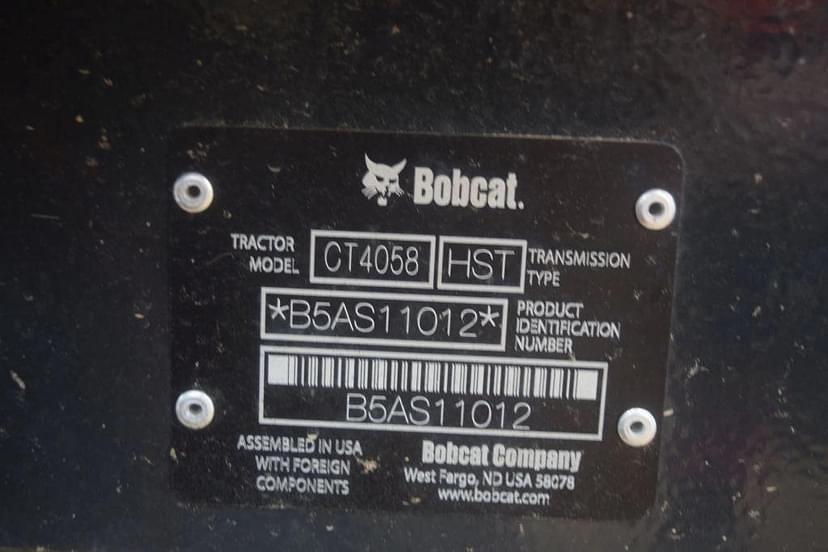 Bobcat.
TRACTOR
MODEL
CT4058
HST
TRANSMISSION
TYPE
*B5AS11012*
PRODUCT
IDENTIFICATION
NUMBER
B5AS11012
ASSEMBLED IN USA
WITH FOREIGN
COMPONENTS
Bobcat Company
West Fargo, ND USA 58078
www.bobcat.com